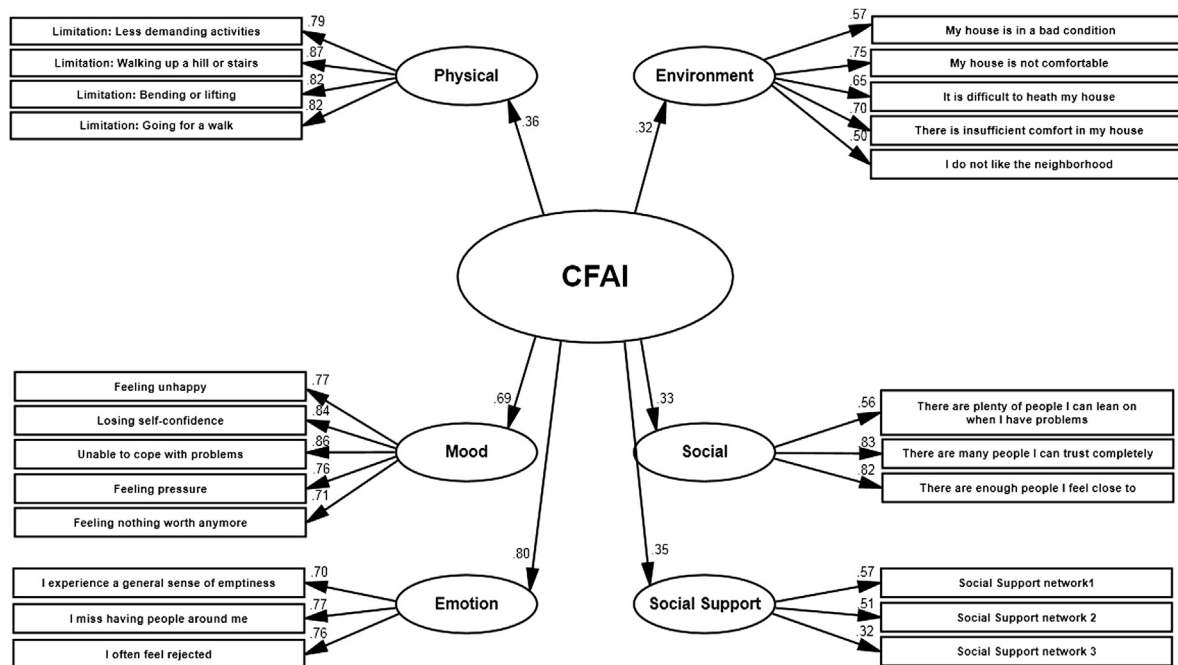 .79
Limitation: Less demanding activities
.87
Limitation: Walking up a hill or stairs
.82
Limitation: Bending or lifting
.82
Limitation: Going for a walk
Physical
.36
.57
My house is in a bad condition
.75
My house is not comfortable
.65
It is difficult to heath my house
.70
There is insufficient comfort in my house
.50
I do not like the neighborhood
Environment
.32
CFAI
.77
Feeling unhappy
.84
Losing self-confidence
.86
Unable to cope with problems
.76
Feeling pressure
.71
Feeling nothing worth anymore
Mood
.69
.33
Social
.56
There are plenty of people I can lean on
when I have problems
.83
There are many people I can trust completely
.82
There are enough people I feel close to
.70
I experience a general sense of emptiness
.77
I miss having people around me
.76
I often feel rejected
Emotion
.80
.35
Social Support
.57
Social Support network1
.51
Social Support network 2
.32
Social Support network 3